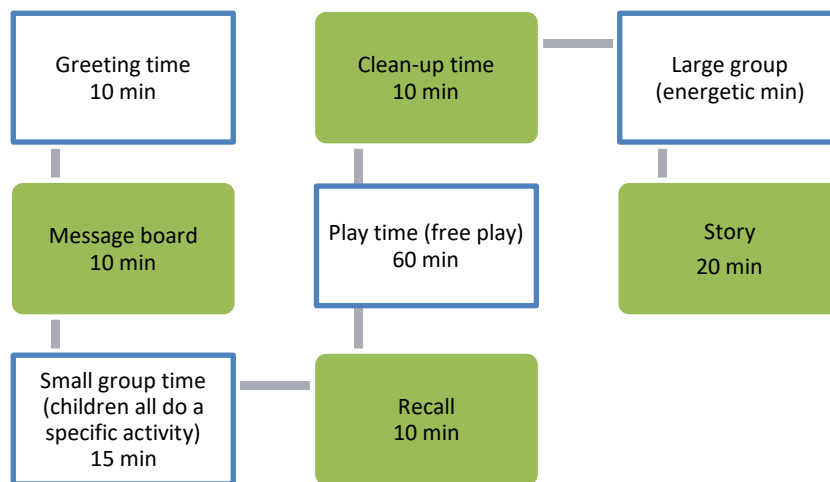 Greeting time
10 min
Message board
10 min
Small group time
(children all do a
specific activity)
15 min
Recall
10 min
Play time (free play)
60 min
Clean-up time
10 min
Large group
(energetic min)
Story
20 min